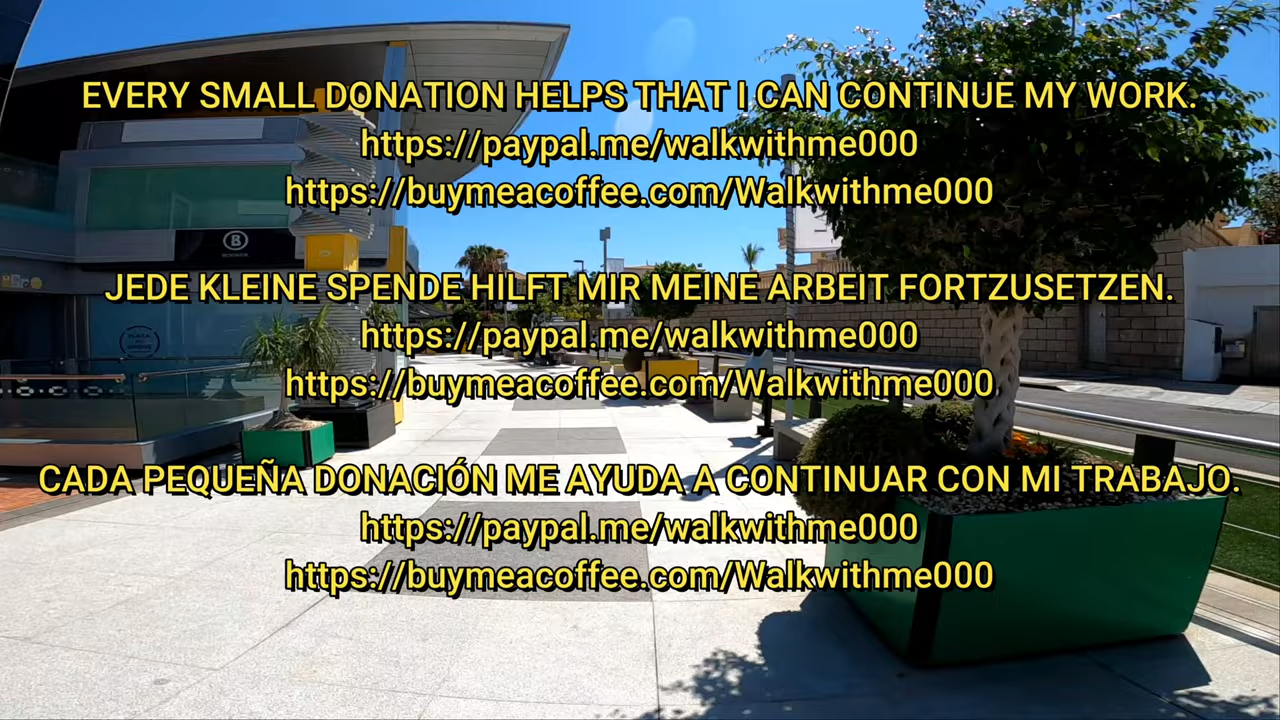 EVERY SMALL DONATION HELPS THAT I CAN CONTINUE MY WORK.
https://paypal.me/walkwithme000
https://buymeacoffee.com/Walkwithme000
B
JEDE KLEINE SPENDE HILFT MIR MEINE ARBEIT FORTZUSETZEN.
https://paypal.me/walkwithme000
https://buymeacoffee.com/Walkwithme000
CADA PEQUEÑA DONACIÓN ME AYUDA A CONTINUAR CON MI TRABAJO.
https://paypal.me/walkwithme000
https://buymeacoffee.com/Walkwithme000